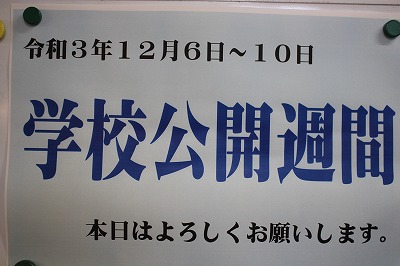 令和３年１２月６日～１０日
学校公開週間
本日はよろしくお願いします。